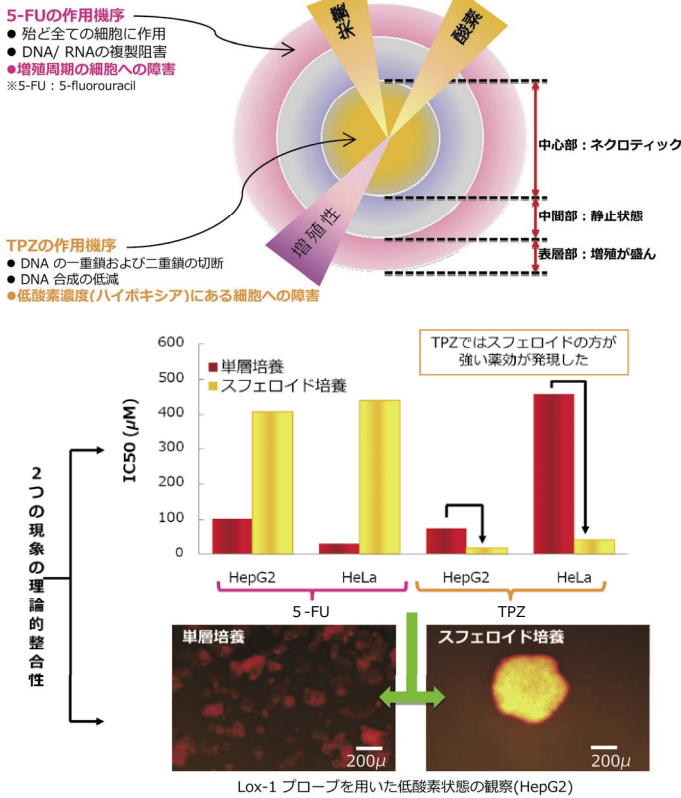 5-FUの作用機序
● 殆ど全ての細胞に作用
● DNA/ RNAの複製阻害
●増殖周期の細胞への障害
※5-FU：5-fluorouracil
栄養
酸素
増殖性
中心部：ネクロティック
中間部：静止状態
表層部：増殖が盛ん
TPZの作用機序
● DNA の一重鎖および二重鎖の切断
● DNA 合成の低減
●低酸素濃度(ハイポキシア)にある細胞への障害
2つの現象の理論的整合性
IC50 (μM)
600
500
400
300
200
100
0
単層培養
スフェロイド培養
TPZではスフェロイドの方が
強い薬効が発現した
HepG2
HeLa
HepG2
HeLa
5 -FU
TPZ
単層培養
200μ
スフェロイド培養
200μ
Lox-1 プローブを用いた低酸素状態の観察(HepG2)